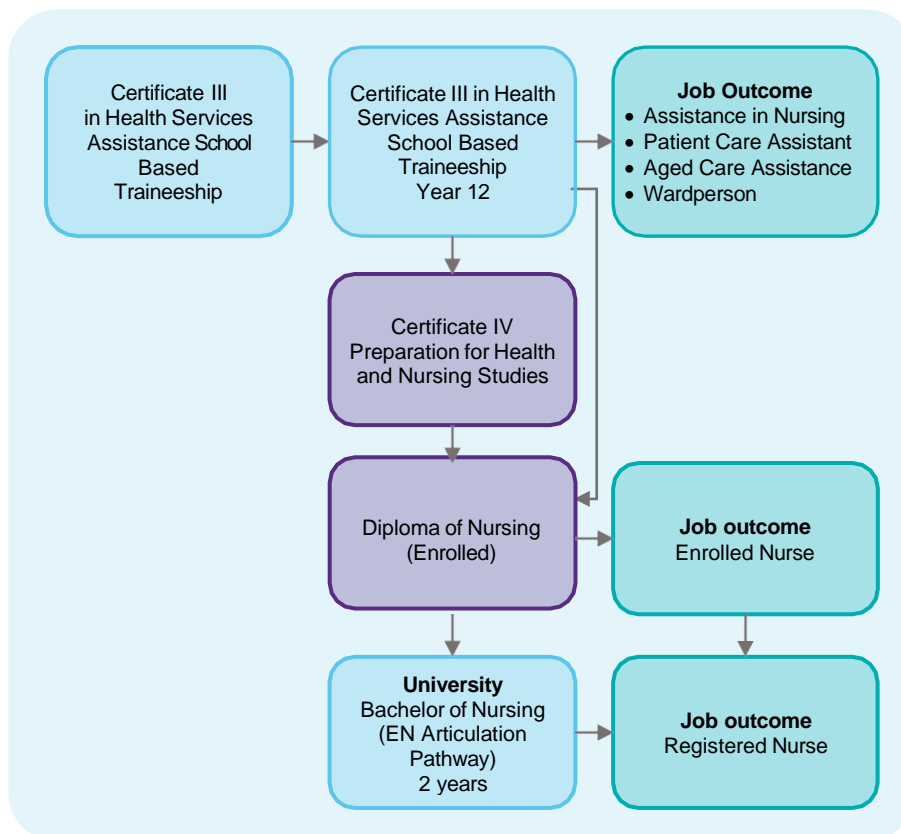 Certificate III
in Health Services
Assistance School
Based
Traineeship
Certificate III in Health
Services Assistance
School Based
Traineeship
Year 12
Job Outcome
• Assistance in Nursing
• Patient Care Assistant
• Aged Care Assistance
• Wardperson
Certificate IV
Preparation for Health
and Nursing Studies
Diploma of Nursing
(Enrolled)
Job outcome
Enrolled Nurse
University
Bachelor of Nursing
(EN Articulation
Pathway)
2 years
Job outcome
Registered Nurse